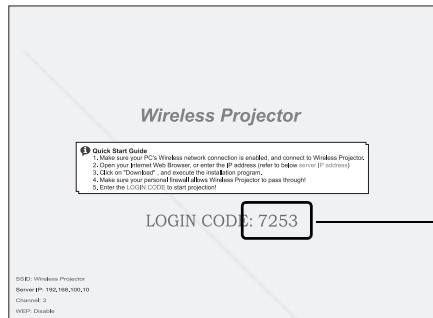 Wireless Projector
Quick Start Guide
1. Make sure your PC's Wireless network connection is enabled, and connect to Wireless Projector.
2. Open your Internet Web Browser, or enter the IP address (refer to below server IP address)
3. Click on "Download" , and execute the installation program.
4. Make sure your personal firewall allows Wireless Projector to pass through!
5. Enter the LOGIN CODE to start projection!
LOGIN CODE: 7253
SSID: Wireless Projector
Server IP: 192,168,100,10
Channel: 3
WEP: Disable